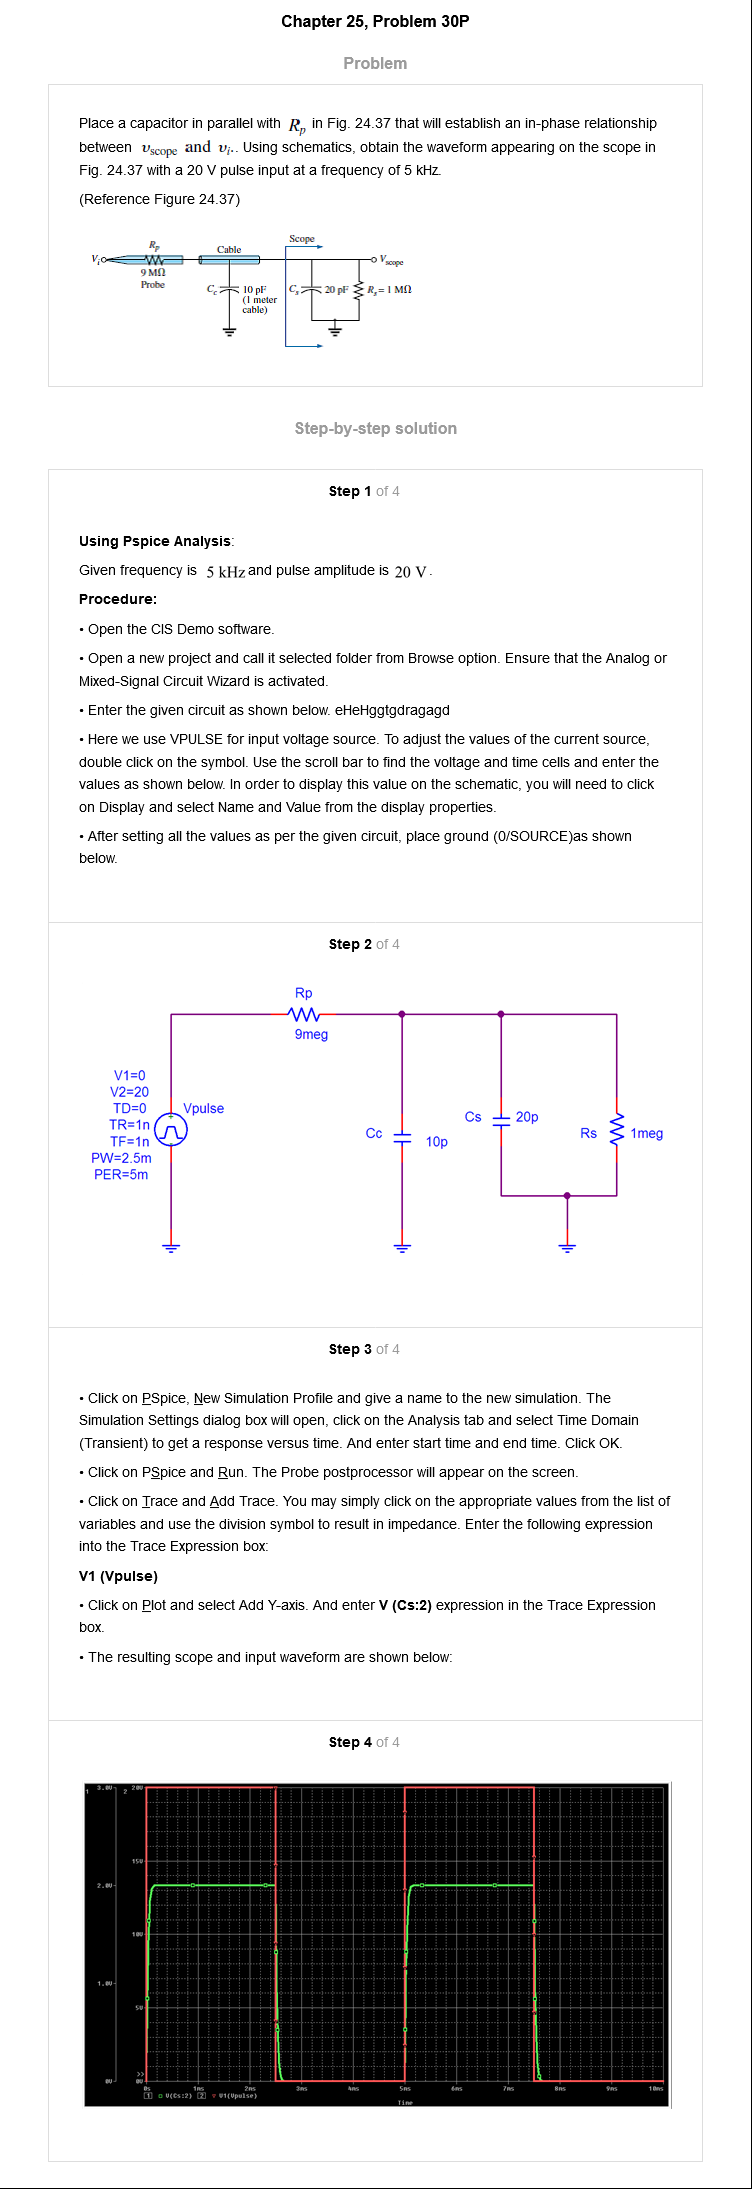 Chapter 25, Problem 30P
Problem
Place a capacitor in parallel with Rp in Fig. 24.37 that will establish an in-phase relationship
between υscope and υi.. Using schematics, obtain the waveform appearing on the scope in
Fig. 24.37 with a 20 V pulse input at a frequency of 5 kHz.
(Reference Figure 24.37)
Scope
Rp
Cable
Vi
Vscope
9 MΩ
Probe
Cc
10 pF
(1 meter
cable)
Cs
20 pF
Rs = 1 MΩ
Step-by-step solution
Step 1 of 4
Using Pspice Analysis:
Given frequency is 5 kHz and pulse amplitude is 20 V.
Procedure:
• Open the CIS Demo software.
• Open a new project and call it selected folder from Browse option. Ensure that the Analog or
Mixed-Signal Circuit Wizard is activated.
• Enter the given circuit as shown below. eHeHggtgdragagd
• Here we use VPULSE for input voltage source. To adjust the values of the current source,
double click on the symbol. Use the scroll bar to find the voltage and time cells and enter the
values as shown below. In order to display this value on the schematic, you will need to click
on Display and select Name and Value from the display properties.
• After setting all the values as per the given circuit, place ground (0/SOURCE)as shown
below.
Step 2 of 4
Rp
9meg
V1=0
V2=20
TD=0
TR=1n
TF=1n
PW=2.5m
PER=5m
Vpulse
Cc
10p
Cs
20p
Rs
1meg
Step 3 of 4
• Click on PSpice, New Simulation Profile and give a name to the new simulation. The
Simulation Settings dialog box will open, click on the Analysis tab and select Time Domain
(Transient) to get a response versus time. And enter start time and end time. Click OK.
• Click on PSpice and Run. The Probe postprocessor will appear on the screen.
• Click on Trace and Add Trace. You may simply click on the appropriate values from the list of
variables and use the division symbol to result in impedance. Enter the following expression
into the Trace Expression box:
V1 (Vpulse)
• Click on Plot and select Add Y-axis. And enter V (Cs:2) expression in the Trace Expression
box.
• The resulting scope and input waveform are shown below:
Step 4 of 4
1 3.0V 2 20V
15V
2.0V
10V
1.0V
5V
>>
0V 0V
0s 1ms 2ms 3ms 4ms 5ms 6ms 7ms 8ms 9ms 10ms
1 V(Cs:2) 2 V1(Vpulse)
Time